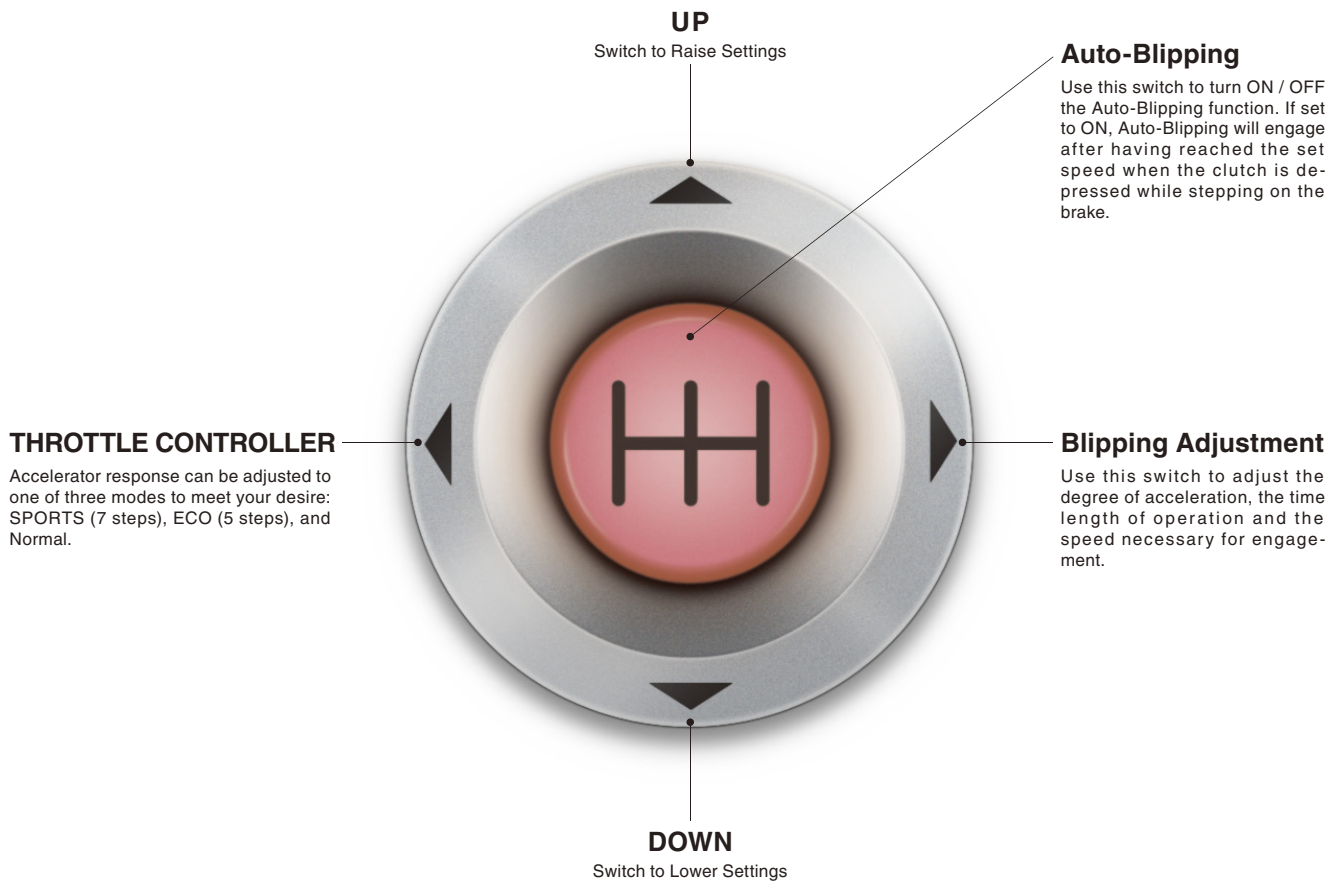 UP
Switch to Raise Settings
Auto-Blipping
Use this switch to turn ON / OFF
the Auto-Blipping function. If set
to ON, Auto-Blipping will engage
after having reached the set
speed when the clutch is de-
pressed while stepping on the
brake.
THROTTLE CONTROLLER
Accelerator response can be adjusted to
one of three modes to meet your desire:
SPORTS (7 steps), ECO (5 steps), and
Normal.
Blipping Adjustment
Use this switch to adjust the
degree of acceleration, the time
length of operation and the
speed necessary for engage-
ment.
DOWN
Switch to Lower Settings